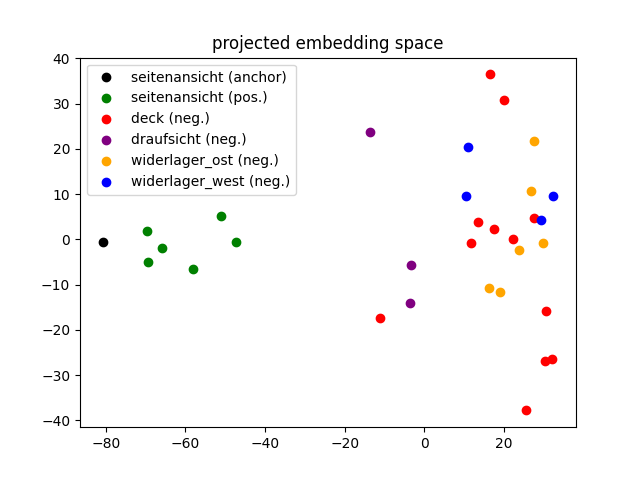 projected embedding space
seitenansicht (anchor)
seitenansicht (pos.)
deck (neg.)
draufsicht (neg.)
widerlager_ost (neg.)
widerlager_west (neg.)
40
30
20
10
0
−10
−20
−30
−40
−80 −60 −40 −20 0 20